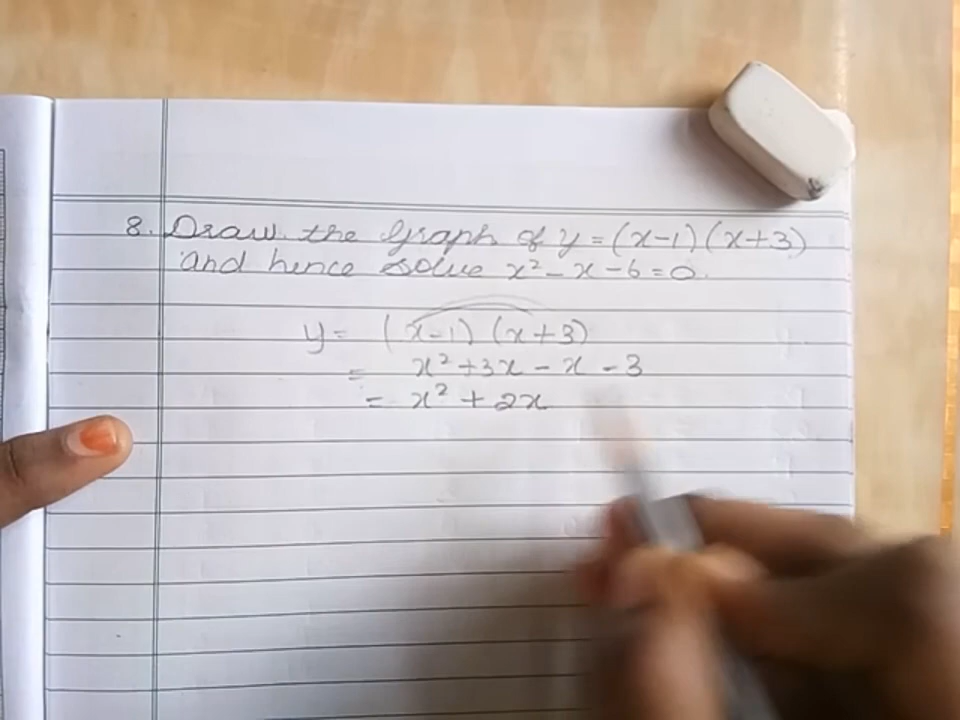 8. Draw the Graph of y = (x-1) (x+3)
and hence solve x² - x - 6 = 0.
y = (x-1) (x+3)
= x² + 3x - x - 3
= x² + 2x